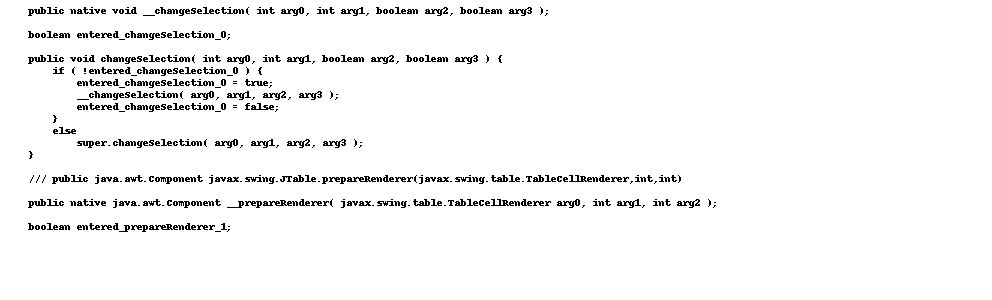 public native void __changeSelection( int arg0, int arg1, boolean arg2, boolean arg3 );
boolean entered_changeSelection_0;
public void changeSelection( int arg0, int arg1, boolean arg2, boolean arg3 ) {
if ( !entered_changeSelection_0 ) {
entered_changeSelection_0 = true;
__changeSelection( arg0, arg1, arg2, arg3 );
entered_changeSelection_0 = false;
}
else
super.changeSelection( arg0, arg1, arg2, arg3 );
}
/// public java.awt.Component javax.swing.JTable.prepareRenderer(javax.swing.table.TableCellRenderer,int,int)
public native java.awt.Component __prepareRenderer( javax.swing.table.TableCellRenderer arg0, int arg1, int arg2 );
boolean entered_prepareRenderer_1;